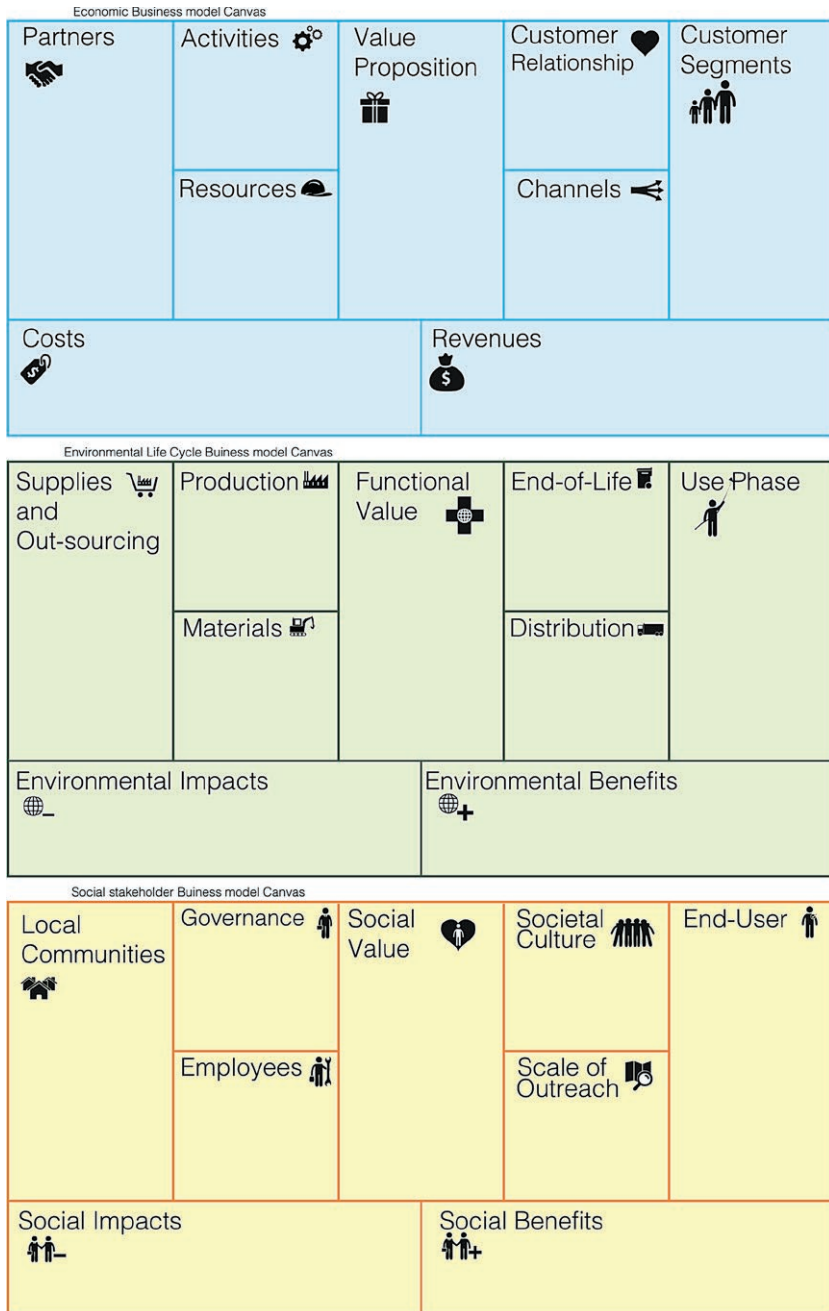 Economic Business model Canvas
Partners
Activities
Value
Proposition
Customer
Relationship
Customer
Segments
Resources
Channels
Costs
$
Revenues
$
Environmental Life Cycle Buiness model Canvas
Supplies
and
Out-sourcing
Production
Functional
Value
End-of-Life
Use Phase
Materials
Distribution
Environmental Impacts
Environmental Benefits
Social stakeholder Buiness model Canvas
Local
Communities
Governance
Social
Value
Societal
Culture
End-User
Employees
Scale of
Outreach
Social Impacts
Social Benefits